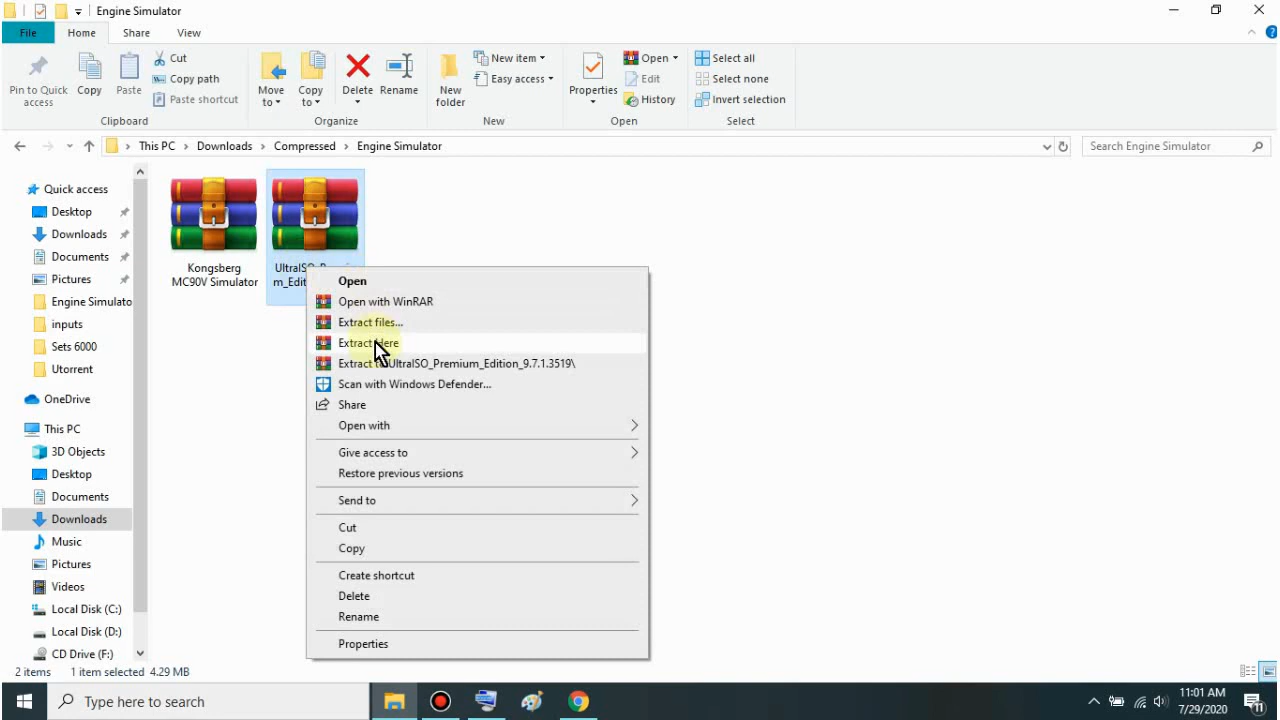 Engine Simulator
File
Home
Share
View
Pin to Quick access
Copy
Paste
Cut
Copy path
Paste shortcut
Clipboard
Move to
Copy to
Delete
Rename
Organize
New folder
New item
Easy access
New
Properties
Open
Edit
History
Open
Select all
Select none
Invert selection
Select
This PC
Downloads
Compressed
Engine Simulator
Search Engine Simulator
Quick access
Desktop
Downloads
Documents
Pictures
Engine Simulato
inputs
Sets 6000
Utorrent
OneDrive
This PC
3D Objects
Desktop
Documents
Downloads
Music
Pictures
Videos
Local Disk (C:)
Local Disk (D:)
CD Drive (F:)
Kongsberg
MC90V Simulator
Open
Open with WinRAR
Extract files...
Extract Here
Extract to UltraISO_Premium_Edition_9.7.1.3519\
Scan with Windows Defender...
Share
Open with
Give access to
Restore previous versions
Send to
Cut
Copy
Create shortcut
Delete
Rename
Properties
2 items
1 item selected 4.29 MB
Type here to search
11:01 AM
7/29/2020
11